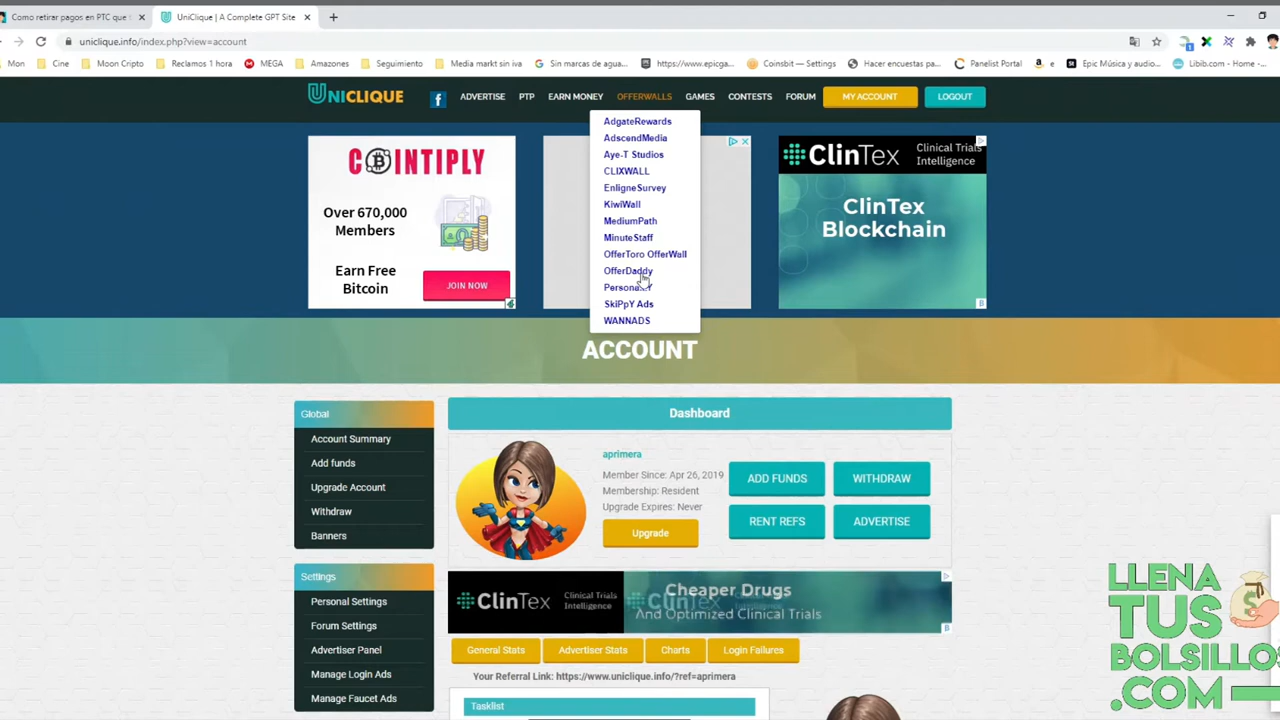 Como retirar pagos en PTC que
UniClique | A Complete GPT Site
uniclique.info/index.php?view=account
Mon
Cine
Moon Cripto
Reclamos 1 hora
MEGA
Amazones
Seguimiento
Media markt sin iva
Sin marcas de agua...
https://www.epicga...
Coinsbit — Settings
Hacer encuestas pa...
Panelist Portal
e
Epic Música y audio...
Libib.com - Home -...
UNICLIQUE
ADVERTISE
PTP
EARN MONEY
OFFERWALLS
GAMES
CONTESTS
FORUM
MY ACCOUNT
LOGOUT
AdgateRewards
AdscendMedia
Aye-T Studios
CLIXWALL
EnligneSurvey
KiwiWall
MediumPath
MinuteStaff
OfferToro OfferWall
OfferDaddy
SkiPpY Ads
WANNADS
COINTIPLY
Over 670,000
Members
Earn Free
Bitcoin
JOIN NOW
ClinTex
Clinical Trials
Intelligence
ClinTex
Blockchain
ACCOUNT
Global
Account Summary
Add funds
Upgrade Account
Withdraw
Banners
Settings
Personal Settings
Forum Settings
Advertiser Panel
Manage Login Ads
Manage Faucet Ads
Dashboard
aprimera
Member Since: Apr 26, 2019
Membership: Resident
Upgrade Expires: Never
Upgrade
ADD FUNDS
WITHDRAW
RENT REFS
ADVERTISE
ClinTex
Clinical Trials
Intelligence
Cheaper Drugs
And Optimized Clinical Trials
General Stats
Advertiser Stats
Charts
Login Failures
Your Referral Link: https://www.uniclique.info/?ref=aprimera
Tasklist
LLENA
TUS
BOLSILLOS
.COM